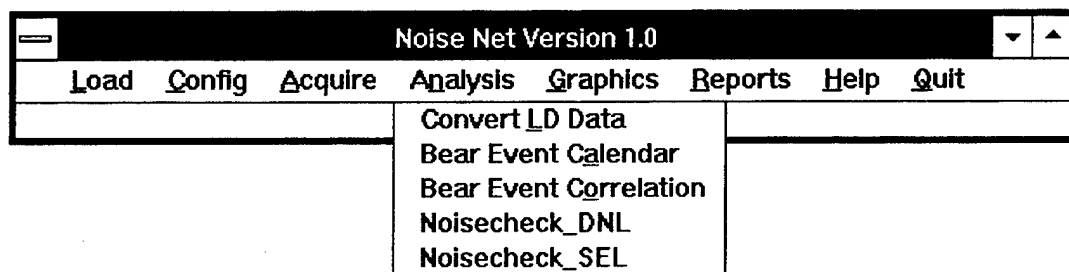 Noise Net Version 1.0
Load Config Acquire Analysis Graphics Reports Help Quit
Convert LD Data
Bear Event Calendar
Bear Event Correlation
Noisecheck_DNL
Noisecheck_SEL